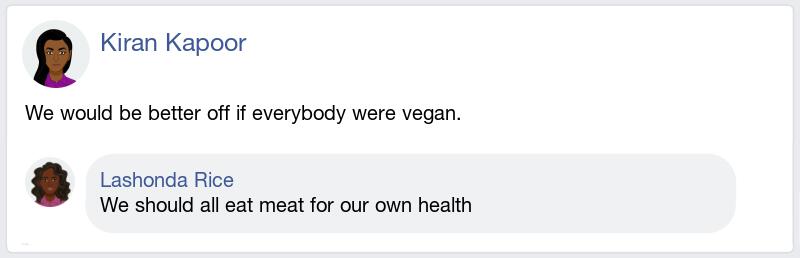 Kiran Kapoor
We would be better off if everybody were vegan.
Lashonda Rice
We should all eat meat for our own health